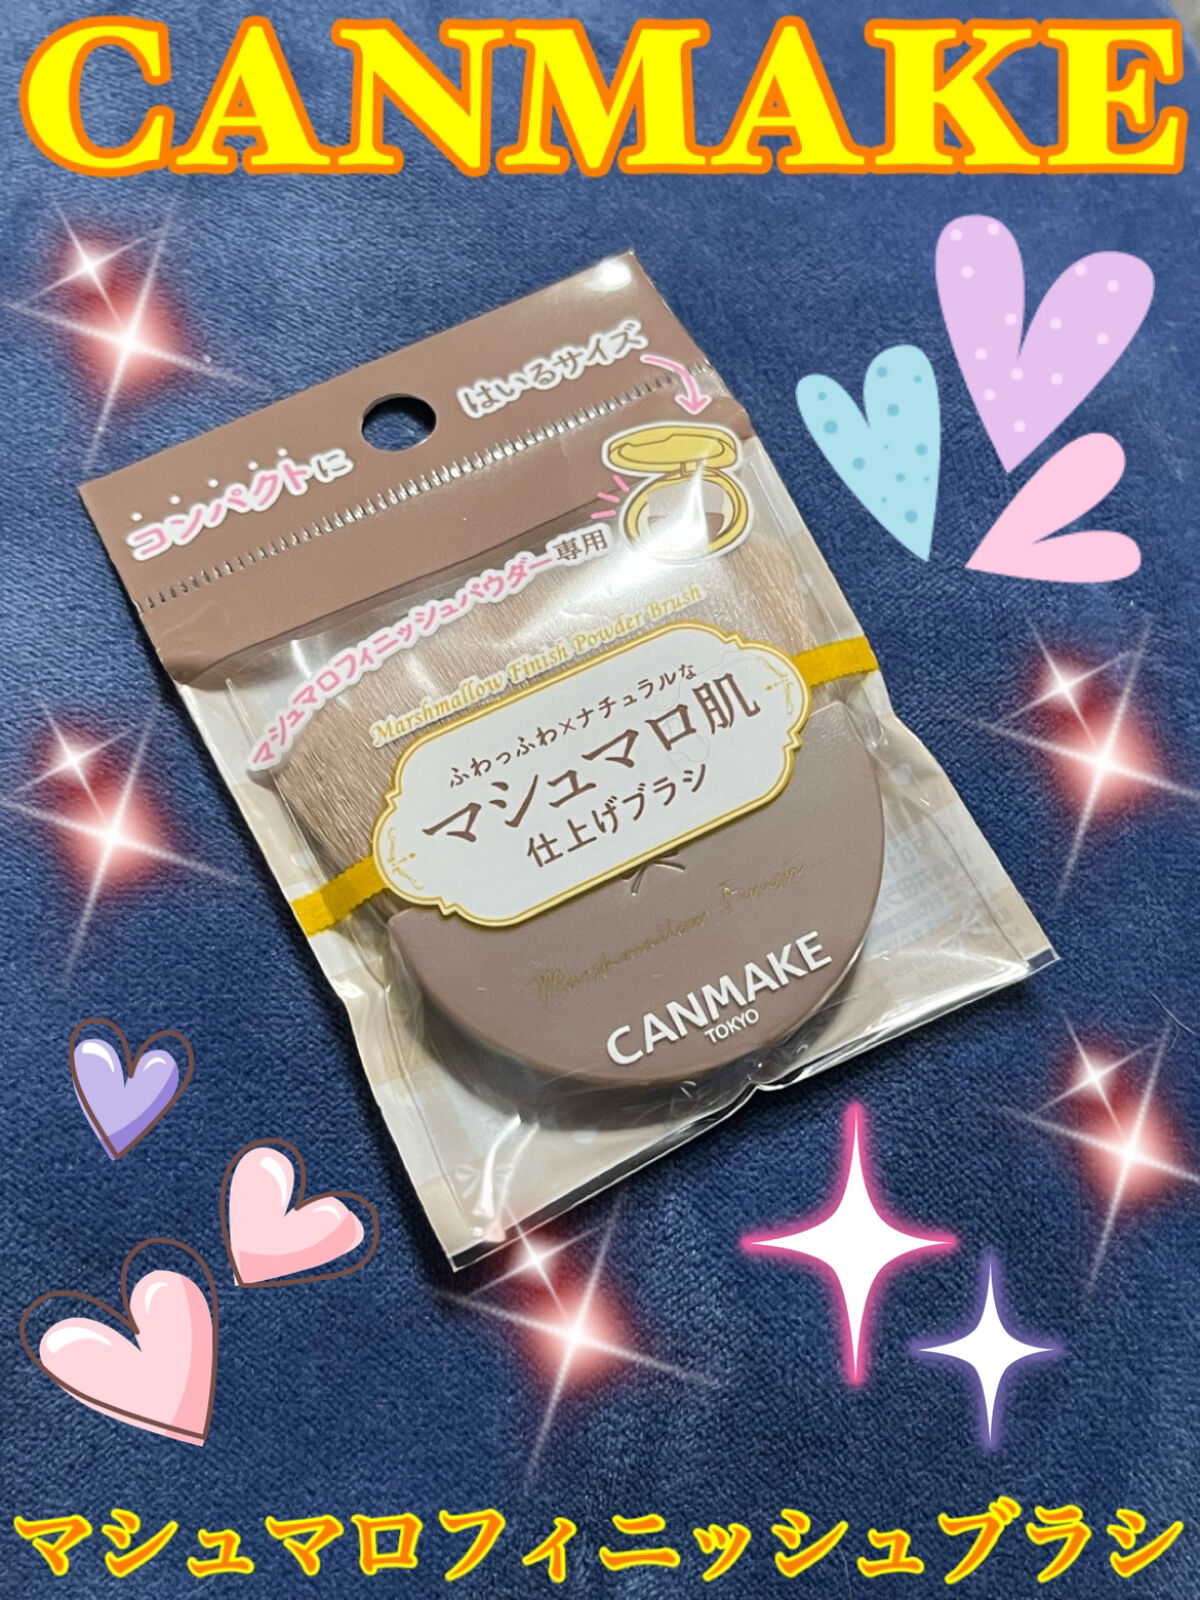 CANMAKE
コンパクトに はいるサイズ
マシュマロフィニッシュパウダー専用
Marshmallow Finish Powder Brush
ふわっふわ×ナチュラルな
マシュマロ肌
仕上げブラシ
Marshmallow Finish
CANMAKE
TOKYO
マシュマロフィニッシュブラシ